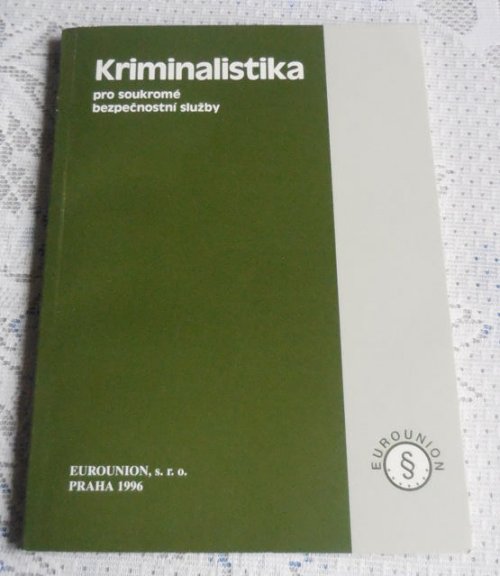 Kriminalistika
pro soukromé
bezpečnostní služby
EUROUNION
§
EUROUNION, s. r. o.
PRAHA 1996